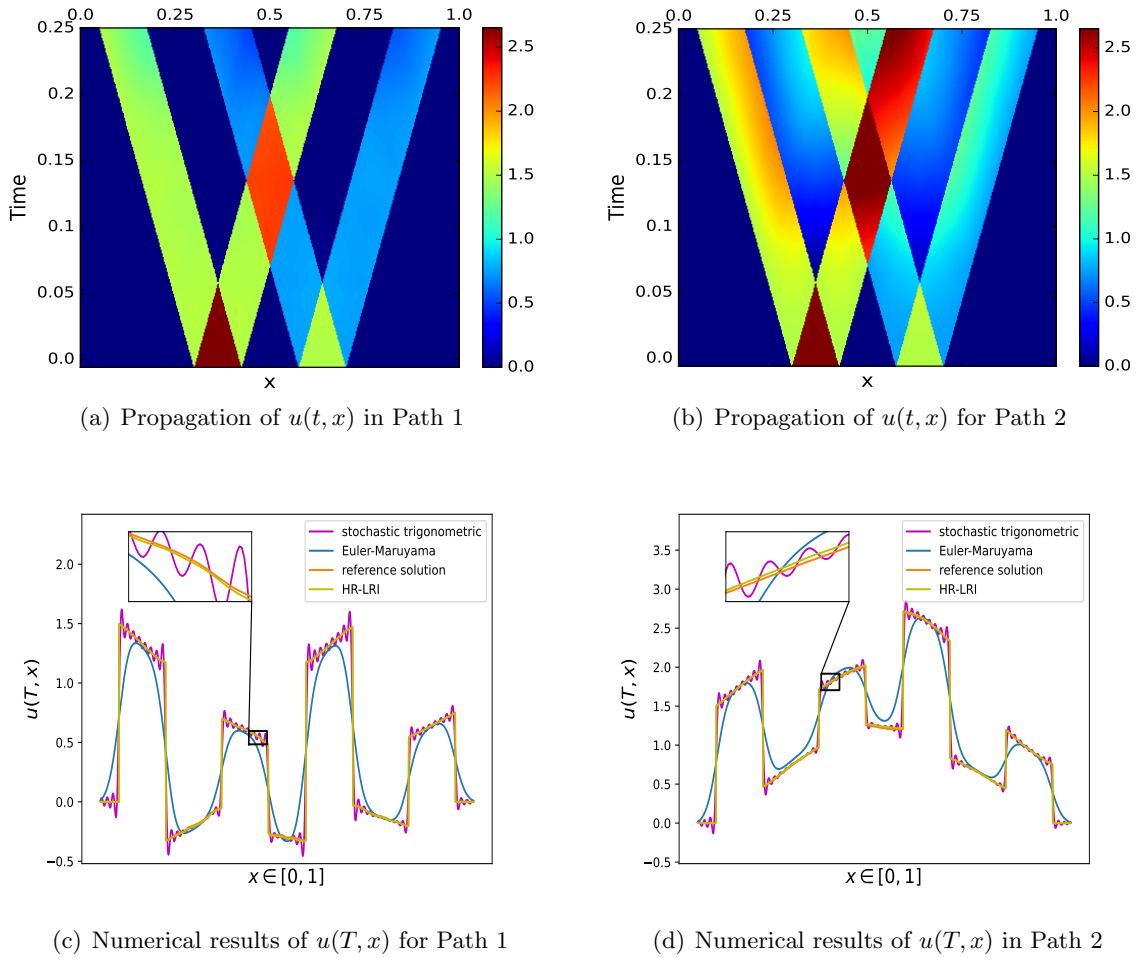 0.0 0.25 0.5 0.75 1.0
0.25
0.2
0.15
0.1
0.05
0.0
Time
x
2.5
2.0
1.5
1.0
0.5
0.0
(a) Propagation of u(t, x) in Path 1
0.0 0.25 0.5 0.75 1.0
0.25
0.2
0.15
0.1
0.05
0.0
Time
x
2.5
2.0
1.5
1.0
0.5
0.0
(b) Propagation of u(t, x) for Path 2
2.0
1.5
1.0
0.5
0.0
−0.5
u(T, x)
x ∈ [0, 1]
stochastic trigonometric
Euler-Maruyama
reference solution
HR-LRI
(c) Numerical results of u(T, x) for Path 1
3.5
3.0
2.5
2.0
1.5
1.0
0.5
0.0
−0.5
u(T, x)
x ∈ [0, 1]
stochastic trigonometric
Euler-Maruyama
reference solution
HR-LRI
(d) Numerical results of u(T, x) in Path 2